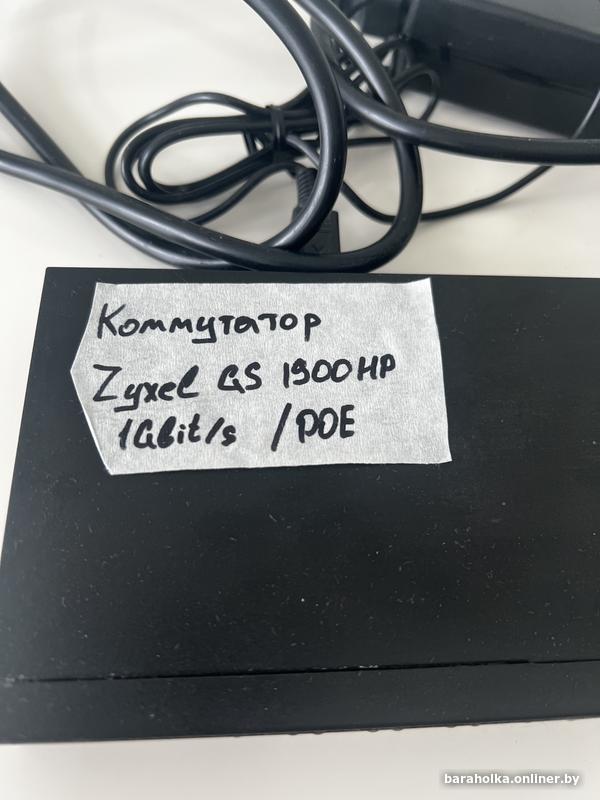 Коммутатор
Zyxel GS 1900HP
1Gbit/s /POE
baraholka.onliner.by